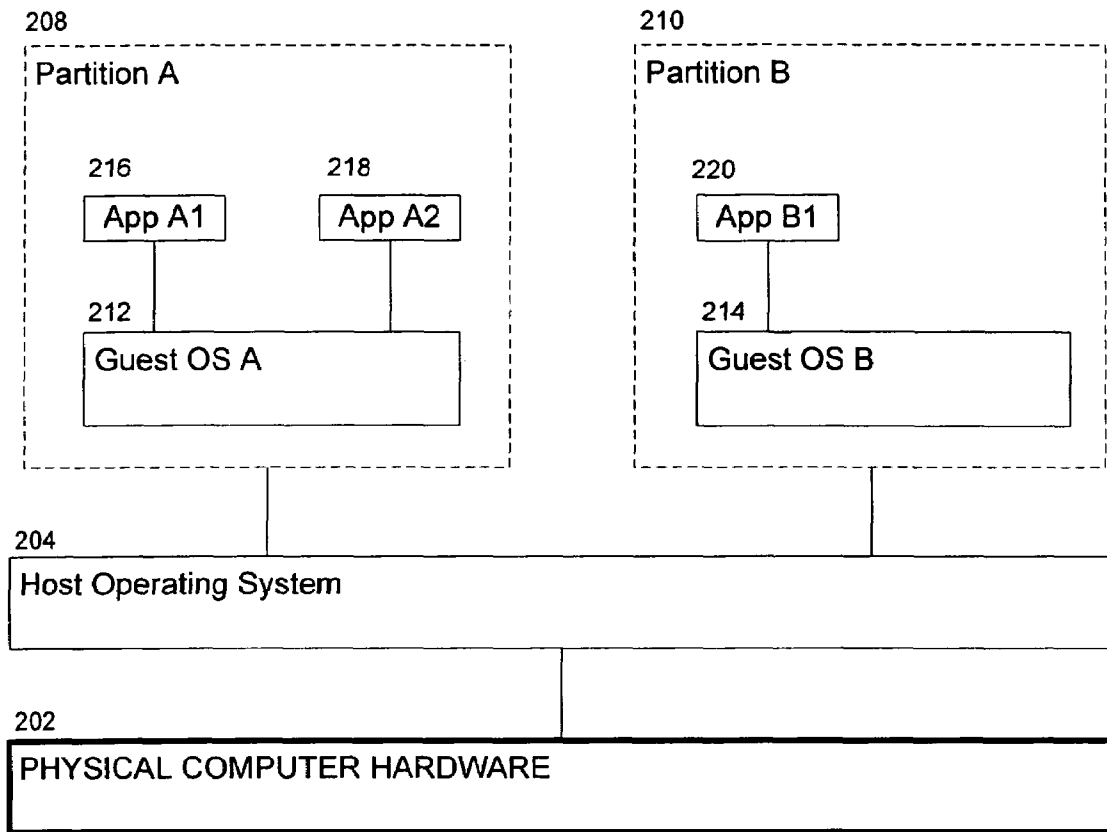 208
210
Partition A
Partition B
216
218
220
App A1
App A2
App B1
212
214
Guest OS A
Guest OS B
204
Host Operating System
202
PHYSICAL COMPUTER HARDWARE